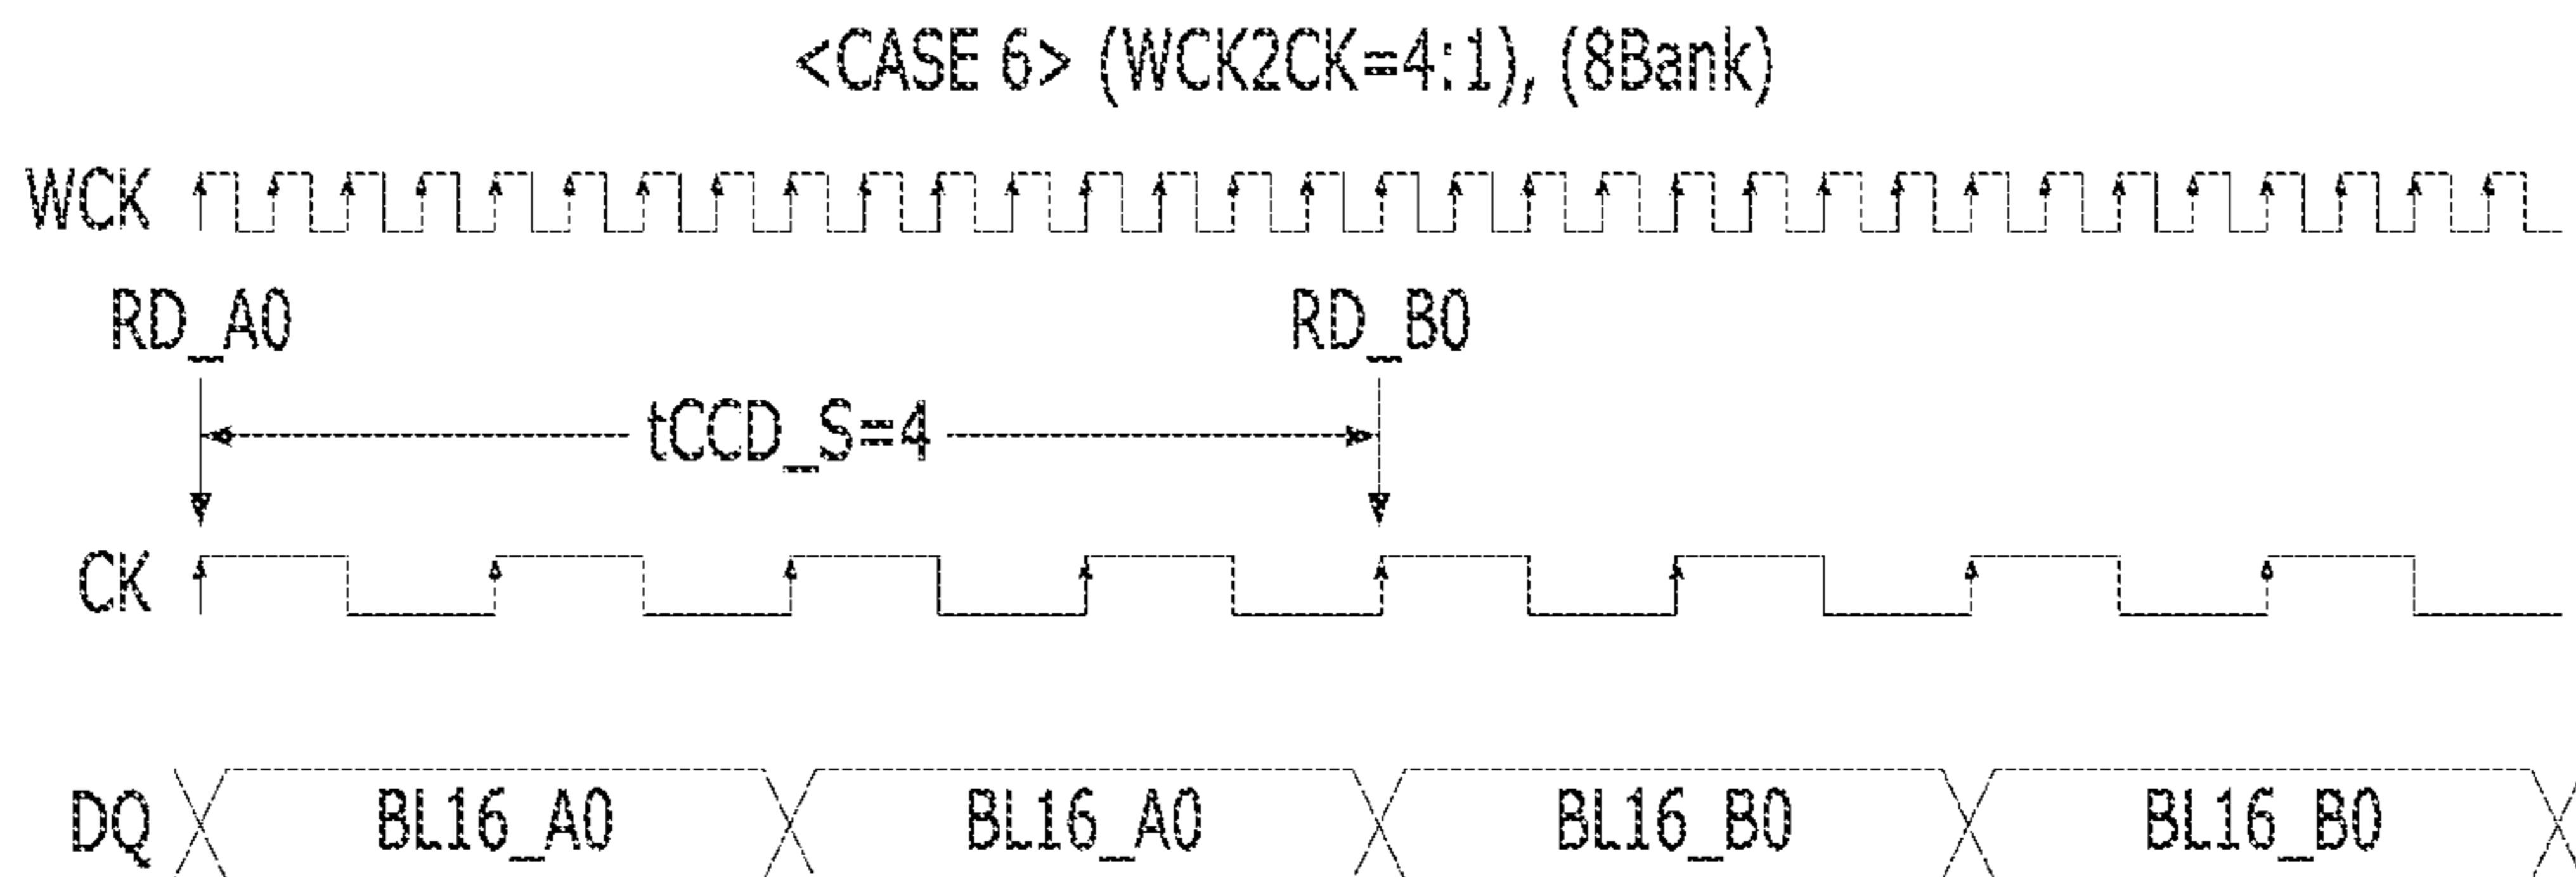 <CASE 6> (WCK2CK=4:1), (8Bank)
WCK
RD_A0 RD_B0
tCCD_S=4
CK
DQ BL16_A0 BL16_A0 BL16_B0 BL16_B0